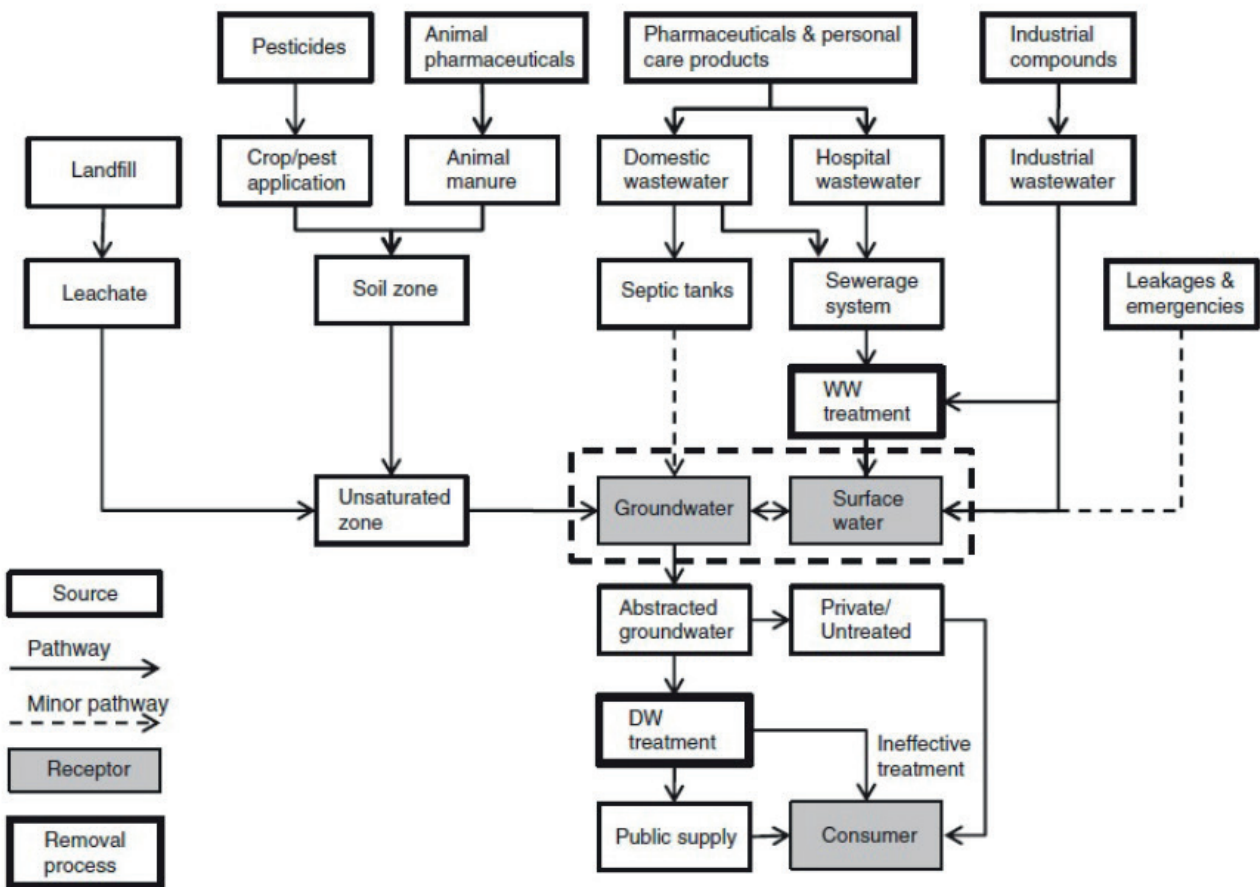 Pesticides
Animal
pharmaceuticals
Pharmaceuticals & personal
care products
Industrial
compounds
Landfill
Crop/pest
application
Animal
manure
Domestic
wastewater
Hospital
wastewater
Industrial
wastewater
Leachate
Soil zone
Septic tanks
Sewerage
system
Leakages &
emergencies
WW
treatment
Unsaturated
zone
Groundwater
Surface
water
Source
Abstracted
groundwater
Private/
Untreated
Pathway
Minor pathway
DW
treatment
Ineffective
treatment
Receptor
Public supply
Consumer
Removal
process